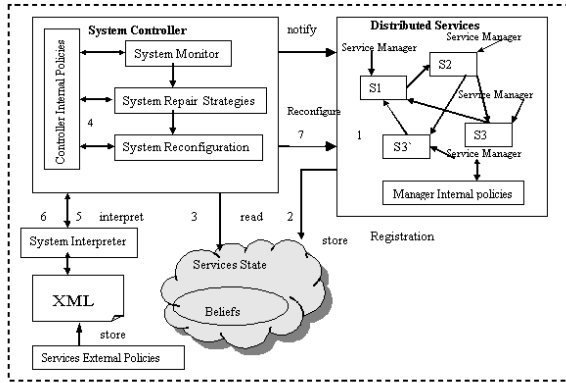 System Controller
Controller Internal Policies
System Monitor
System Repair Strategies
4
System Reconfiguration
notify
Reconfigure
7
1
Distributed Services
Service Manager
Service Manager
S2
S1
Service Manager
S3
S3`
Service Manager
Manager Internal policies
6
5
interpret
3
read
2
store
Registration
System Interpreter
XML
store
Services External Policies
Services State
Beliefs